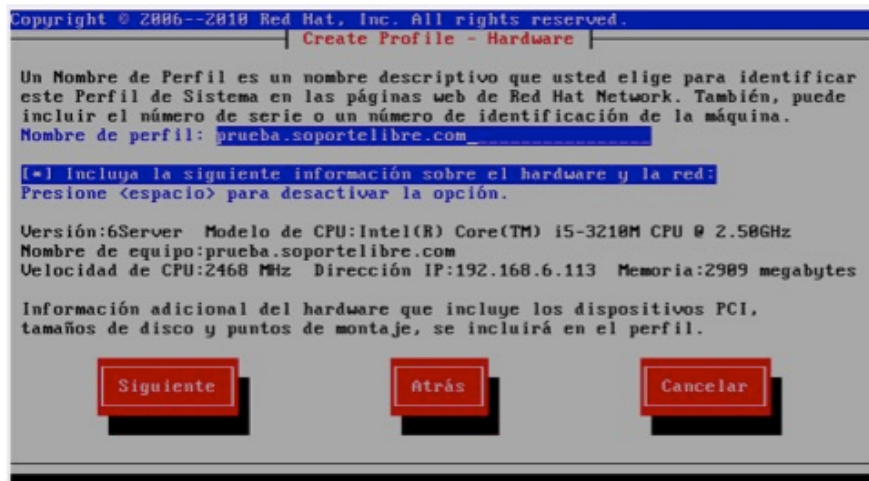 Copyright © 2006--2010 Red Hat, Inc. All rights reserved.
Create Profile - Hardware
Un Nombre de Perfil es un nombre descriptivo que usted elige para identificar
este Perfil de Sistema en las páginas web de Red Hat Network. También, puede
incluir el número de serie o un número de identificación de la máquina.
Nombre de perfil: prueba.soportelibre.com_________________
[*] Incluya la siguiente información sobre el hardware y la red:
Presione <espacio> para desactivar la opción.
Versión:6Server Modelo de CPU:Intel(R) Core(TM) i5-3210M CPU @ 2.50GHz
Nombre de equipo:prueba.soportelibre.com
Velocidad de CPU:2468 MHz Dirección IP:192.168.6.113 Memoria:2909 megabytes
Información adicional del hardware que incluye los dispositivos PCI,
tamaños de disco y puntos de montaje, se incluirá en el perfil.
Siguiente Atrás Cancelar